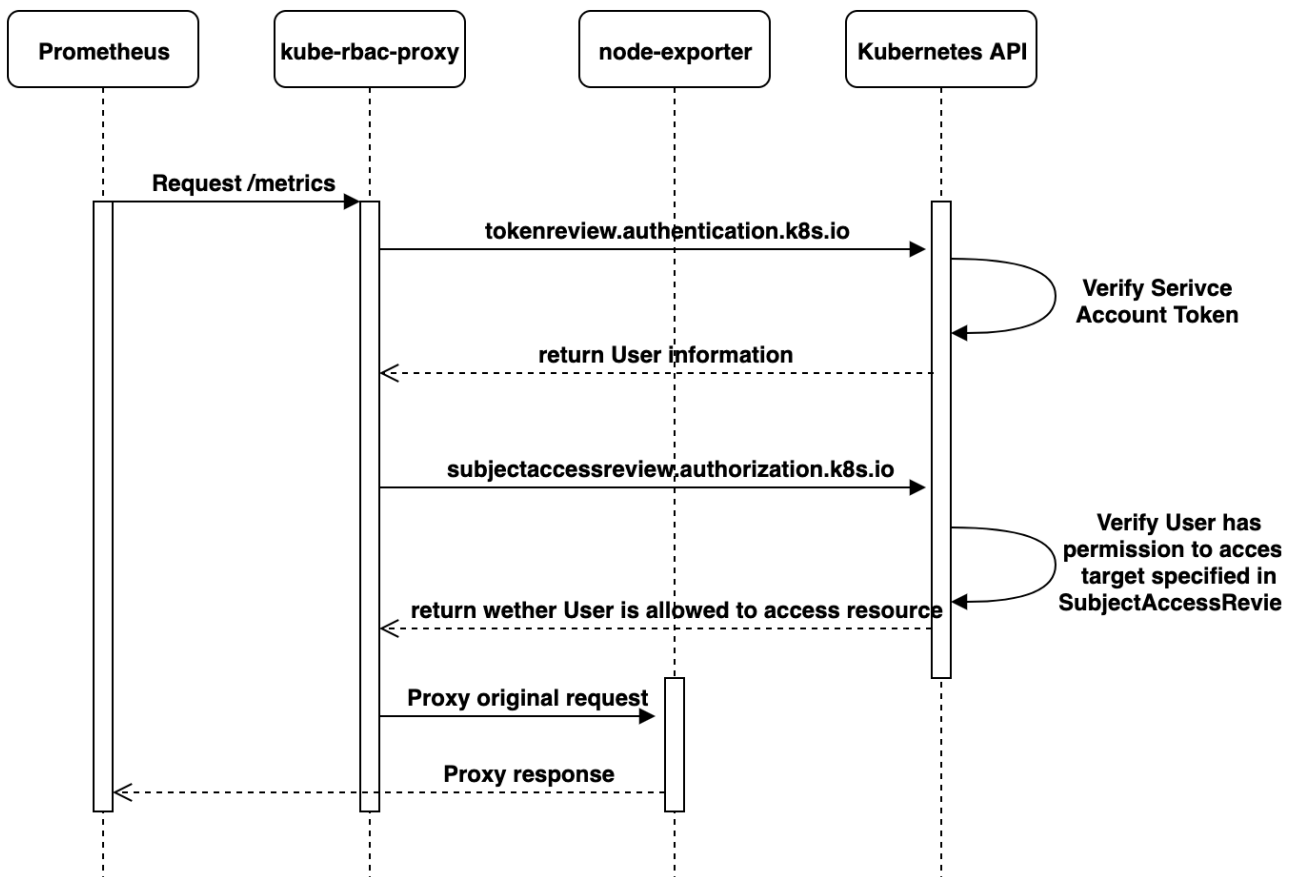 Prometheus
kube-rbac-proxy
node-exporter
Kubernetes API
Request /metrics
tokenreview.authentication.k8s.io
Verify Serivce
Account Token
return User information
subjectaccessreview.authorization.k8s.io
Verify User has
permission to acces
target specified in
SubjectAccessRevie
return wether User is allowed to access resource
Proxy original request
Proxy response